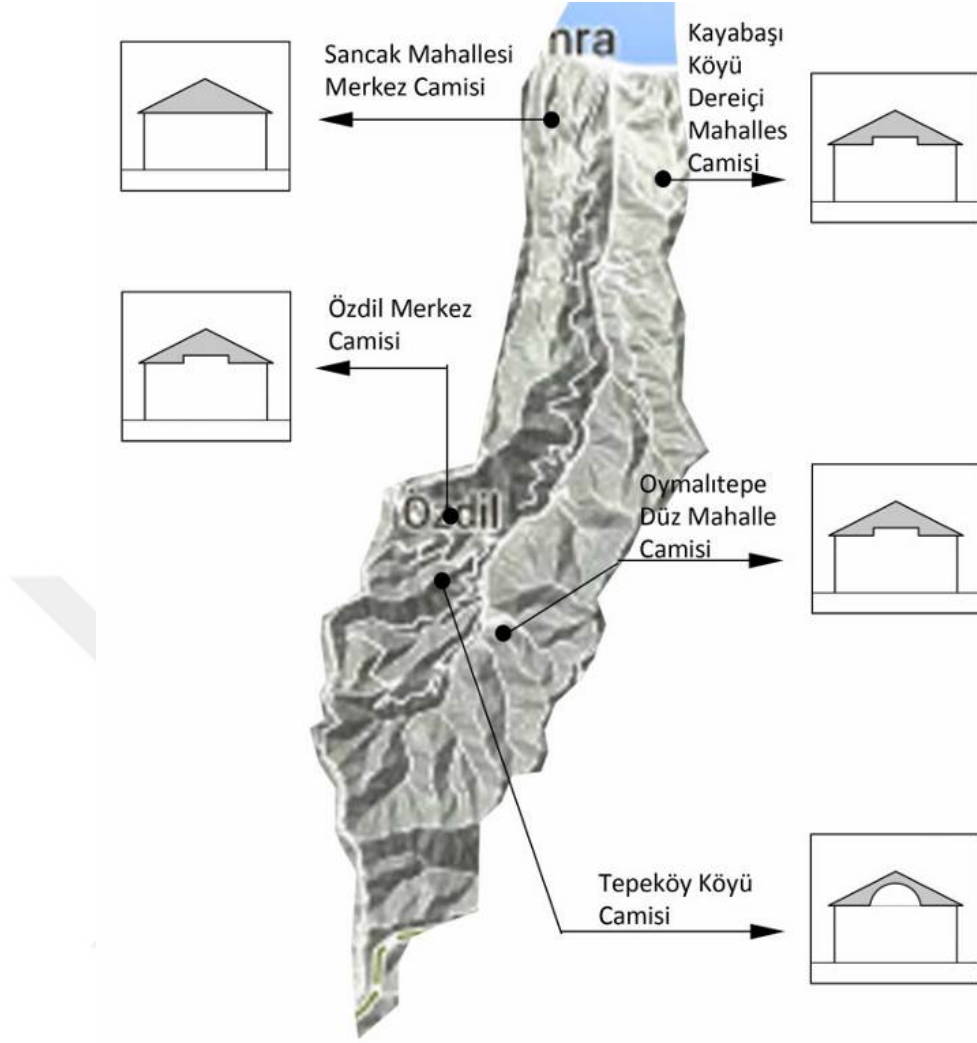 nra
Sancak Mahallesi
Merkez Camisi
Kayabaşı
Köyü
Dereiçi
Mahalles
Camisi
Özdil Merkez
Camisi
Özdil
Oymalıtepe
Düz Mahalle
Camisi
Tepeköy Köyü
Camisi